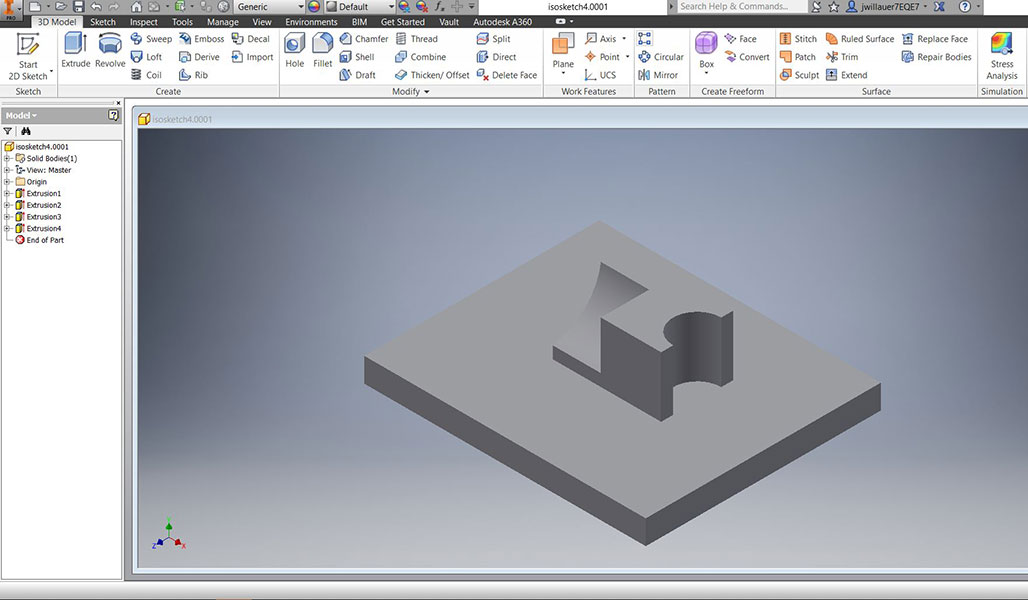 PRO Generic Default isosketch4.0001 Search Help & Commands... jwillauer7EQE7
3D Model Sketch Inspect Tools Manage View Environments BIM Get Started Vault Autodesk A360
Start
2D Sketch
Sketch
Extrude Revolve
Sweep Emboss Decal
Loft Derive Import
Coil Rib
Create
Hole Fillet
Chamfer Thread Split
Shell Combine Direct
Draft Thicken/ Offset Delete Face
Modify
Plane
Axis
Point
UCS
Work Features
Circular
Mirror
Pattern
Box
Face
Convert
Create Freeform
Stitch Ruled Surface Replace Face
Patch Trim Repair Bodies
Sculpt Extend
Surface
Stress
Analysis
Simulation
Model
isosketch4.0001
Solid Bodies(1)
View: Master
Origin
Extrusion1
Extrusion2
Extrusion3
Extrusion4
End of Part
isosketch4.0001
Y
Z X